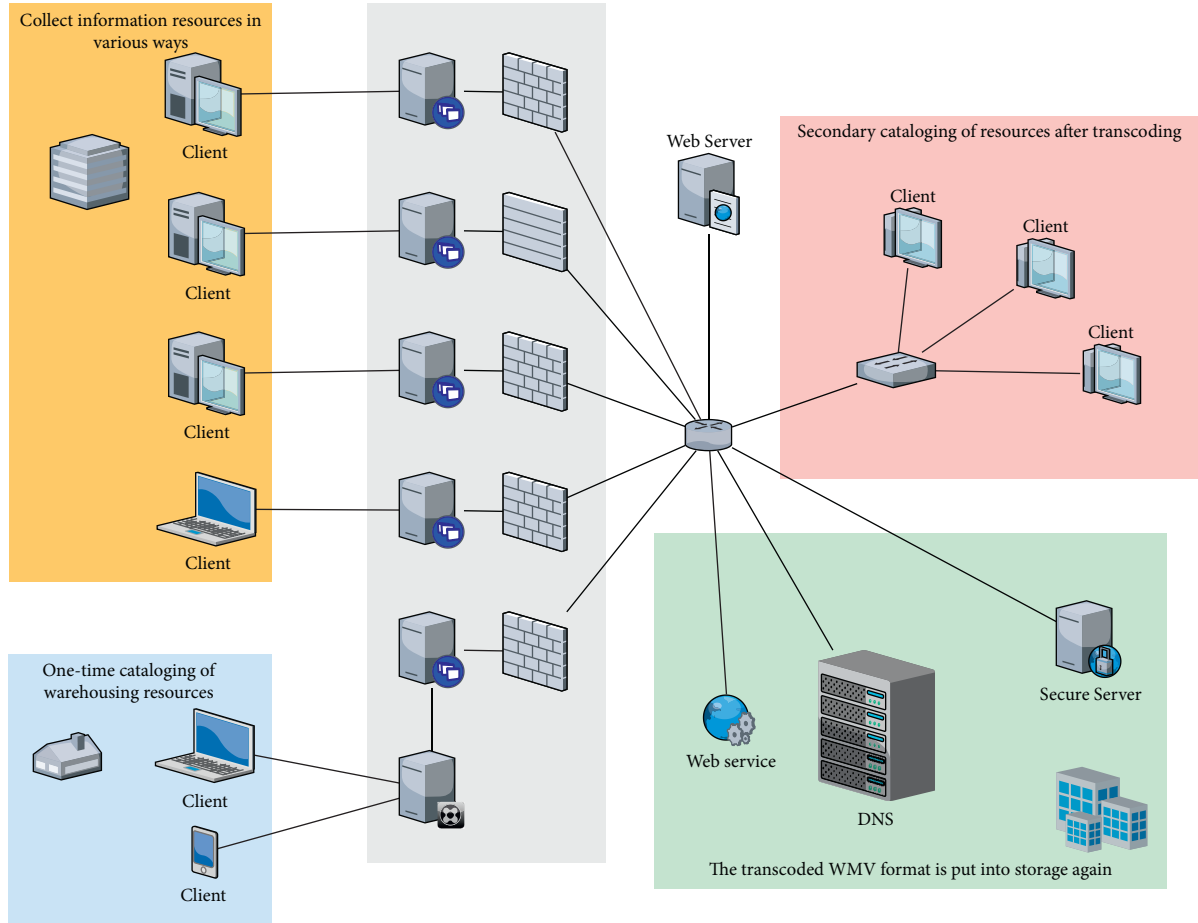 Collect information resources in
various ways
Client
Client
Client
Client
One-time cataloging of
warehousing resources
Client
Client
Web Server
Secondary cataloging of resources after transcoding
Client
Client
Client
Web service
DNS
Secure Server
The transcoded WMV format is put into storage again